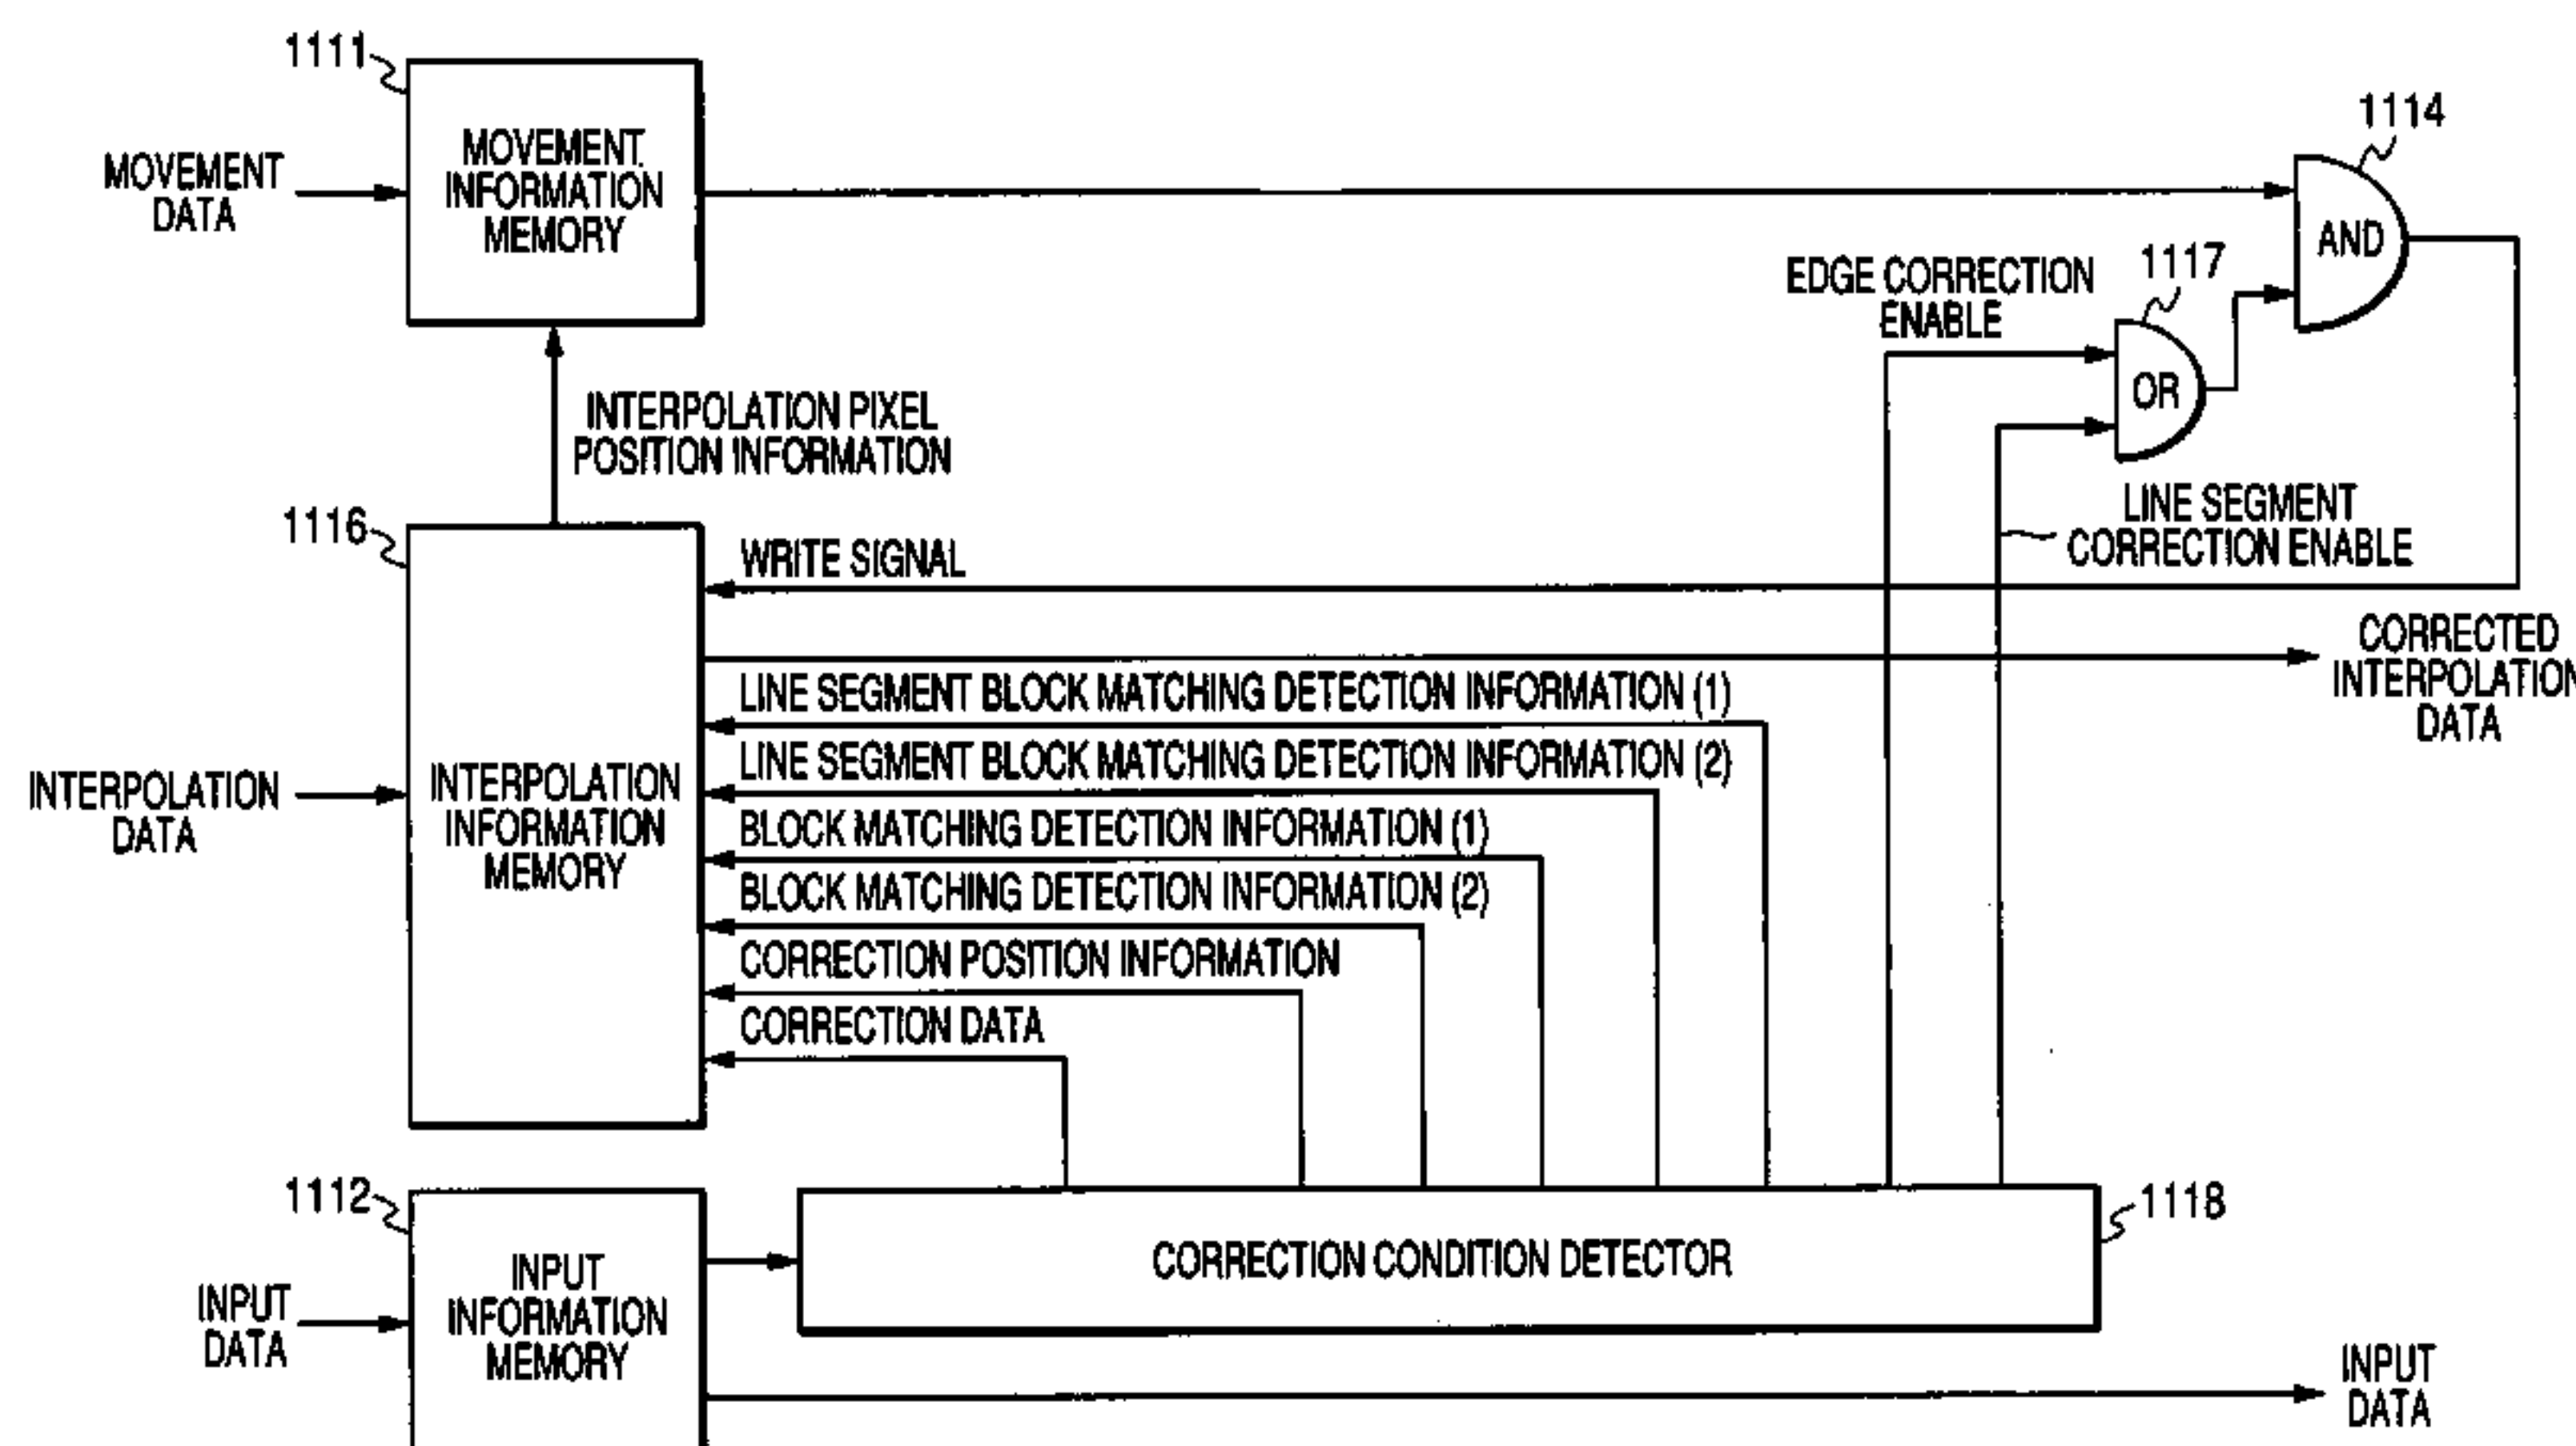 1111
MOVEMENT
DATA
MOVEMENT
INFORMATION
MEMORY
1114
AND
EDGE CORRECTION
ENABLE
1117
OR
INTERPOLATION PIXEL
POSITION INFORMATION
LINE SEGMENT
CORRECTION ENABLE
1116
WRITE SIGNAL
CORRECTED
INTERPOLATION
DATA
LINE SEGMENT BLOCK MATCHING DETECTION INFORMATION (1)
LINE SEGMENT BLOCK MATCHING DETECTION INFORMATION (2)
INTERPOLATION
DATA
INTERPOLATION
INFORMATION
MEMORY
BLOCK MATCHING DETECTION INFORMATION (1)
BLOCK MATCHING DETECTION INFORMATION (2)
CORRECTION POSITION INFORMATION
CORRECTION DATA
1112
INPUT
DATA
INPUT
INFORMATION
MEMORY
CORRECTION CONDITION DETECTOR
1118
INPUT
DATA